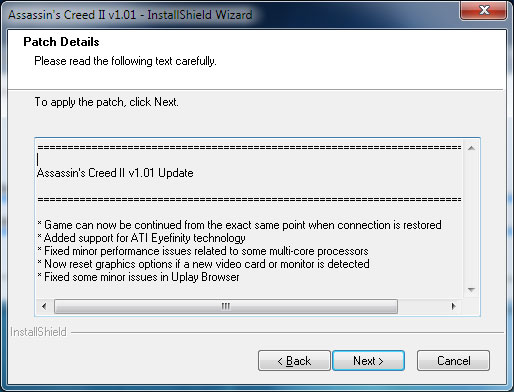 Assassin's Creed II v1.01 - InstallShield Wizard
Patch Details
Please read the following text carefully.
To apply the patch, click Next.
==============================================================================
Assassin's Creed II v1.01 Update
==============================================================================
* Game can now be continued from the exact same point when connection is restored
* Added support for ATI Eyefinity technology
* Fixed minor performance issues related to some multi-core processors
* Now reset graphics options if a new video card or monitor is detected
* Fixed some minor issues in Uplay Browser
InstallShield
< Back Next > Cancel